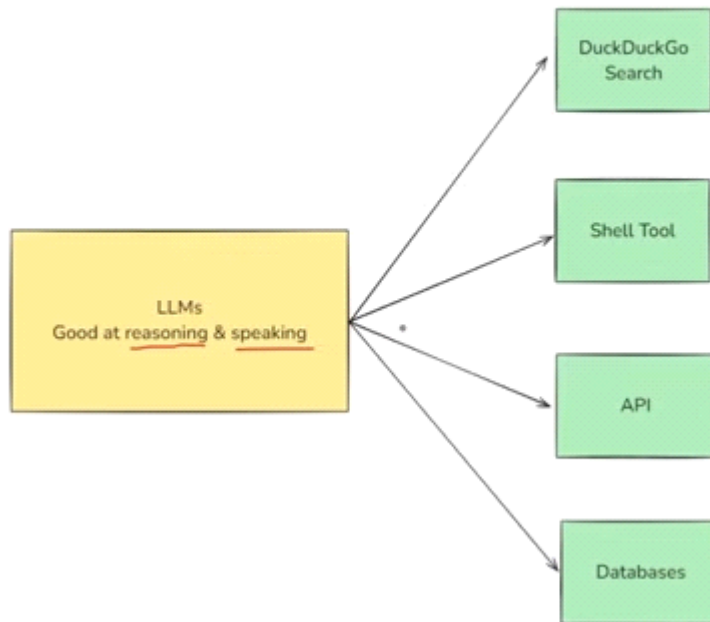 DuckDuckGo
Search
Shell Tool
LLMs
Good at reasoning & speaking
API
Databases